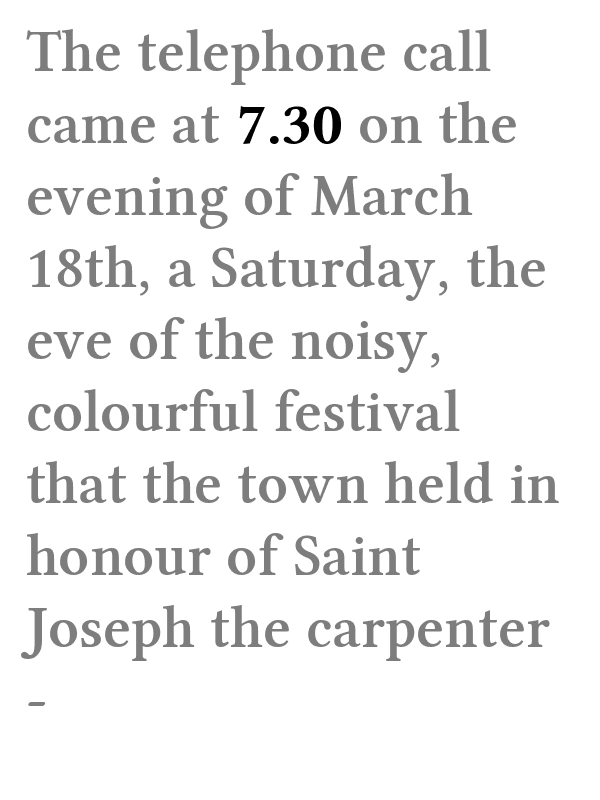 The telephone call
came at 7.30 on the
evening of March
18th, a Saturday, the
eve of the noisy,
colourful festival
that the town held in
honour of Saint
Joseph the carpenter
-